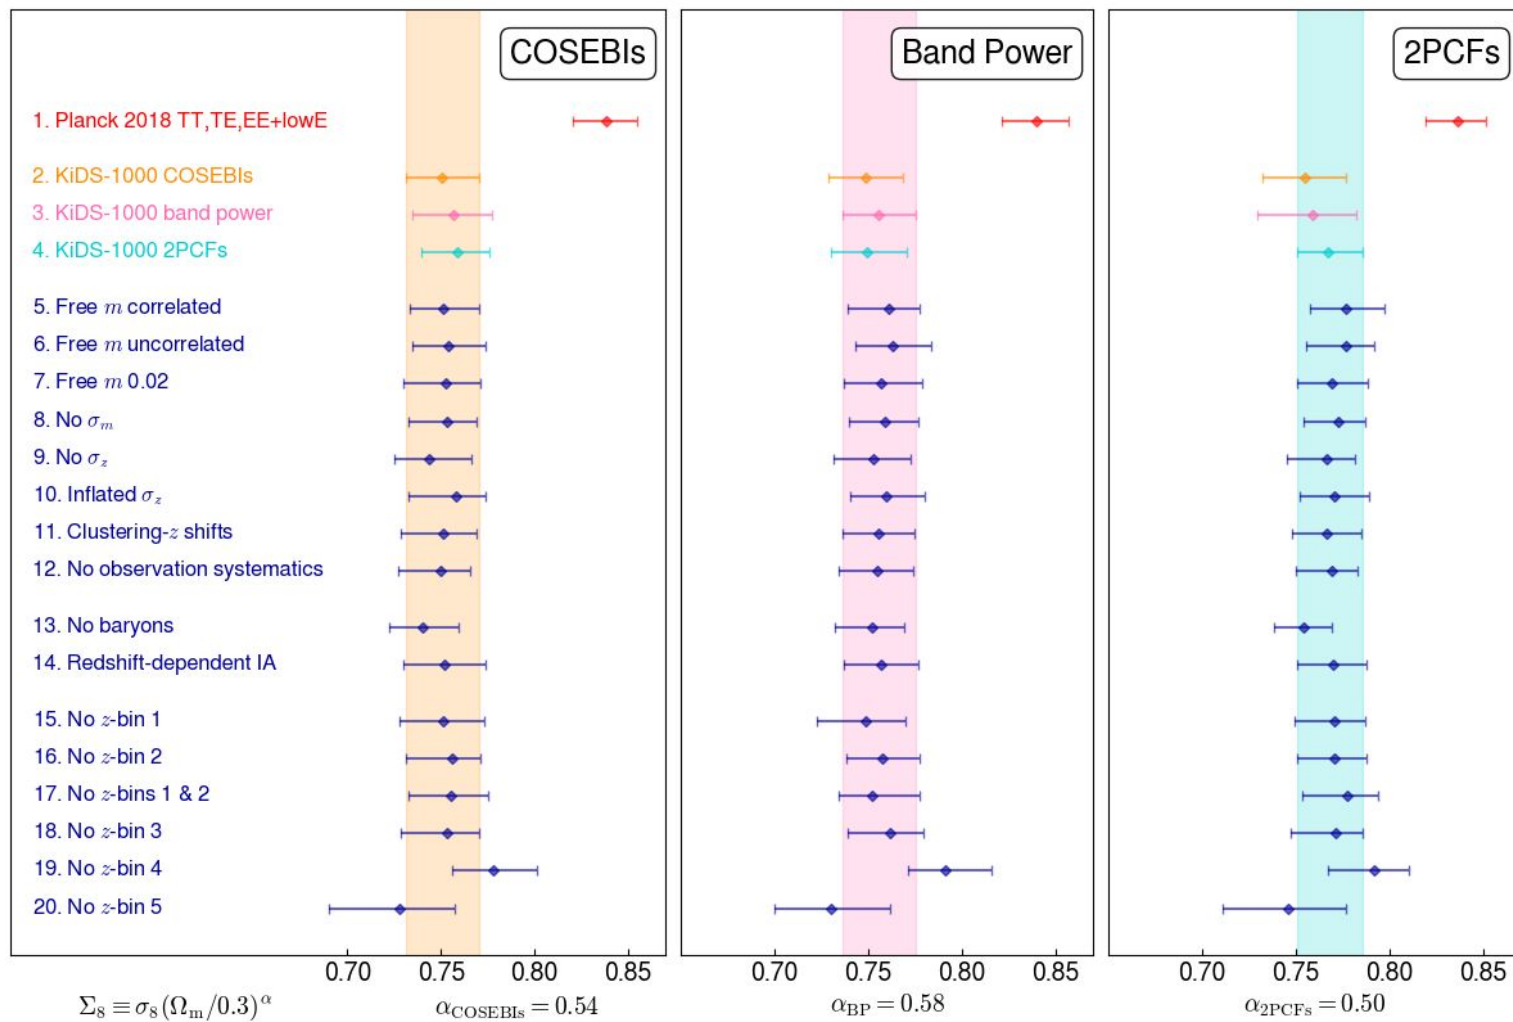 COSEBIs
Band Power
2PCFs
1. Planck 2018 TT,TE,EE+lowE
2. KiDS-1000 COSEBIs
3. KiDS-1000 band power
4. KiDS-1000 2PCFs
5. Free m correlated
6. Free m uncorrelated
7. Free m 0.02
8. No σₘ
9. No σ_z
10. Inflated σ_z
11. Clustering-z shifts
12. No observation systematics
13. No baryons
14. Redshift-dependent IA
15. No z-bin 1
16. No z-bin 2
17. No z-bins 1 & 2
18. No z-bin 3
19. No z-bin 4
20. No z-bin 5
0.70 0.75 0.80 0.85
0.70 0.75 0.80 0.85
0.70 0.75 0.80 0.85
Σ₈ ≡ σ₈(Ωₘ/0.3)^α
α_COSEBIs = 0.54
α_BP = 0.58
α_2PCFs = 0.50